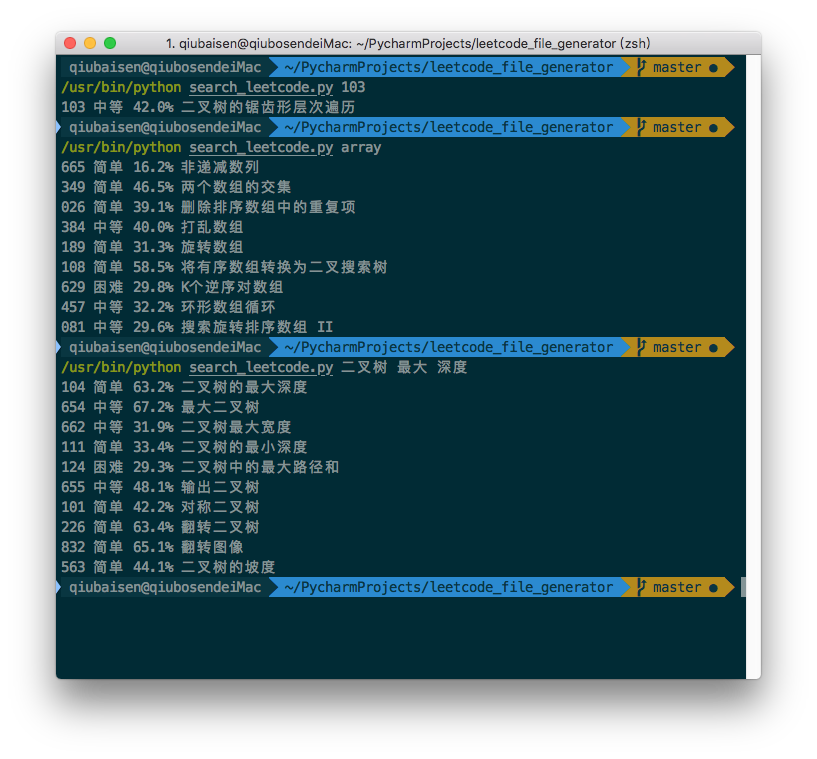 1. qiubaisen@qiubosendeiMac: ~/PycharmProjects/leetcode_file_generator (zsh)
qiubaisen@qiubosendeiMac ~/PycharmProjects/leetcode_file_generator master ●
/usr/bin/python search_leetcode.py 103
103 中等 42.0% 二叉树的锯齿形层次遍历
qiubaisen@qiubosendeiMac ~/PycharmProjects/leetcode_file_generator master ●
/usr/bin/python search_leetcode.py array
665 简单 16.2% 非递减数列
349 简单 46.5% 两个数组的交集
026 简单 39.1% 删除排序数组中的重复项
384 中等 40.0% 打乱数组
189 简单 31.3% 旋转数组
108 简单 58.5% 将有序数组转换为二叉搜索树
629 困难 29.8% K个逆序对数组
457 中等 32.2% 环形数组循环
081 中等 29.6% 搜索旋转排序数组 II
qiubaisen@qiubosendeiMac ~/PycharmProjects/leetcode_file_generator master ●
/usr/bin/python search_leetcode.py 二叉树 最大 深度
104 简单 63.2% 二叉树的最大深度
654 中等 67.2% 最大二叉树
662 中等 31.9% 二叉树最大宽度
111 简单 33.4% 二叉树的最小深度
124 困难 29.3% 二叉树中的最大路径和
655 中等 48.1% 输出二叉树
101 简单 42.2% 对称二叉树
226 简单 63.4% 翻转二叉树
832 简单 65.1% 翻转图像
563 简单 44.1% 二叉树的坡度
qiubaisen@qiubosendeiMac ~/PycharmProjects/leetcode_file_generator master ●